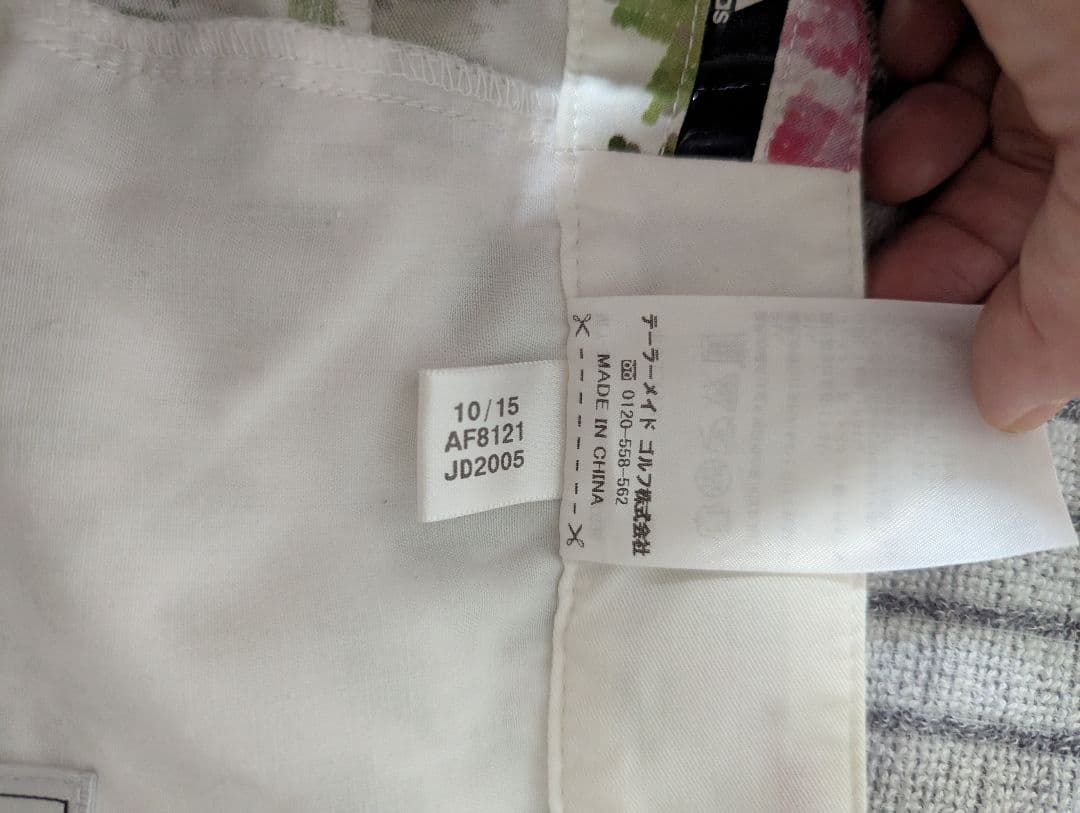 10/15
AF8121
JD2005
テーラーメイド ゴルフ株式会社
0120-558-562
MADE IN CHINA